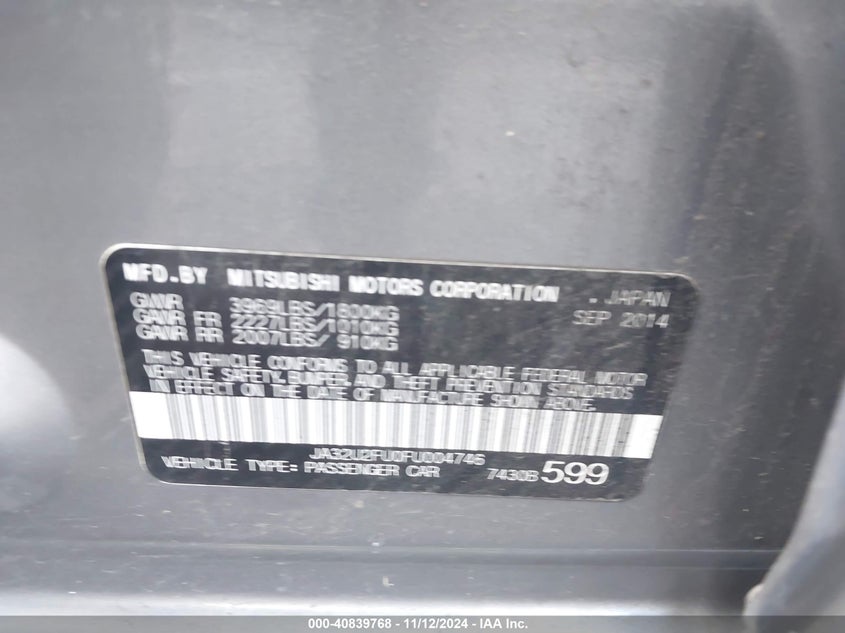 MFD.BY MITSUBISHI MOTORS CORPORATION , JAPAN
GVWR 3969LBS/1800KG SEP 2014
GAWR FR 2227LBS/1010KG
GAWR RR 2007LBS/ 910KG
THIS VEHICLE CONFORMS TO ALL APPLICABLE FEDERAL MOTOR
VEHICLE SAFETY, BUMPER, AND THEFT PREVENTION STANDARDS
IN EFFECT ON THE DATE OF MANUFACTURE SHOWN ABOVE.
JA32U2FU0FU004746
VEHICLE TYPE: PASSENGER CAR 7430B 599
000-40839768 - 11/12/2024 - IAA Inc.